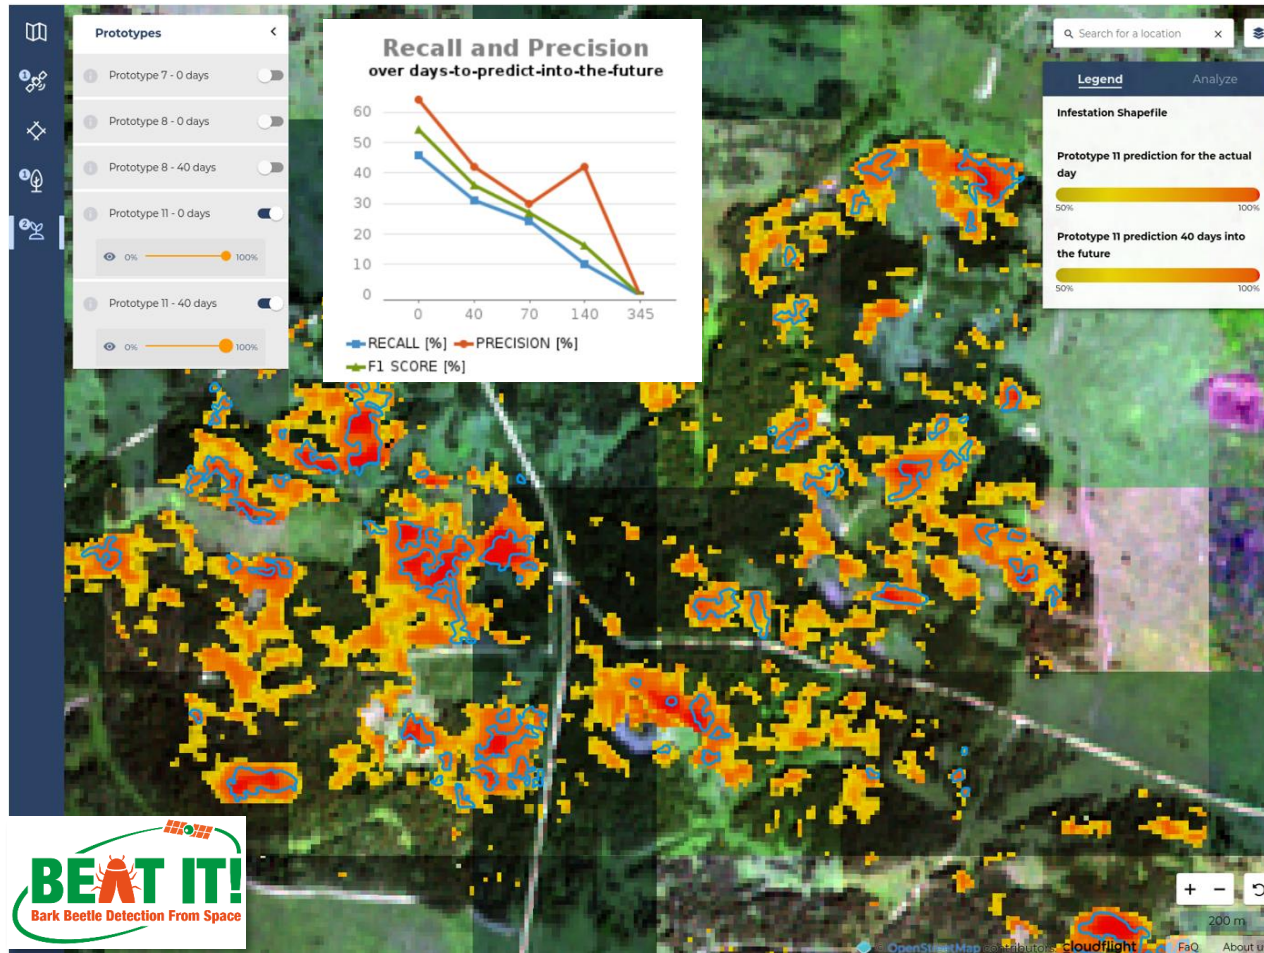 Prototypes
Prototype 7 - 0 days
Prototype 8 - 0 days
Prototype 8 - 40 days
Prototype 11 - 0 days
0% 100%
Prototype 11 - 40 days
0% 100%
1
1
2
Recall and Precision
over days-to-predict-into-the-future
60
50
40
30
20
10
0
0 40 70 140 345
RECALL [%] PRECISION [%]
F1 SCORE [%]
Search for a location
Legend Analyze
Infestation Shapefile
Prototype 11 prediction for the actual
day
50% 100%
Prototype 11 prediction 40 days into
the future
50% 100%
BEAT IT!
Bark Beetle Detection From Space
200 m
OpenStreetMap contributors Cloudflight FaQ About u